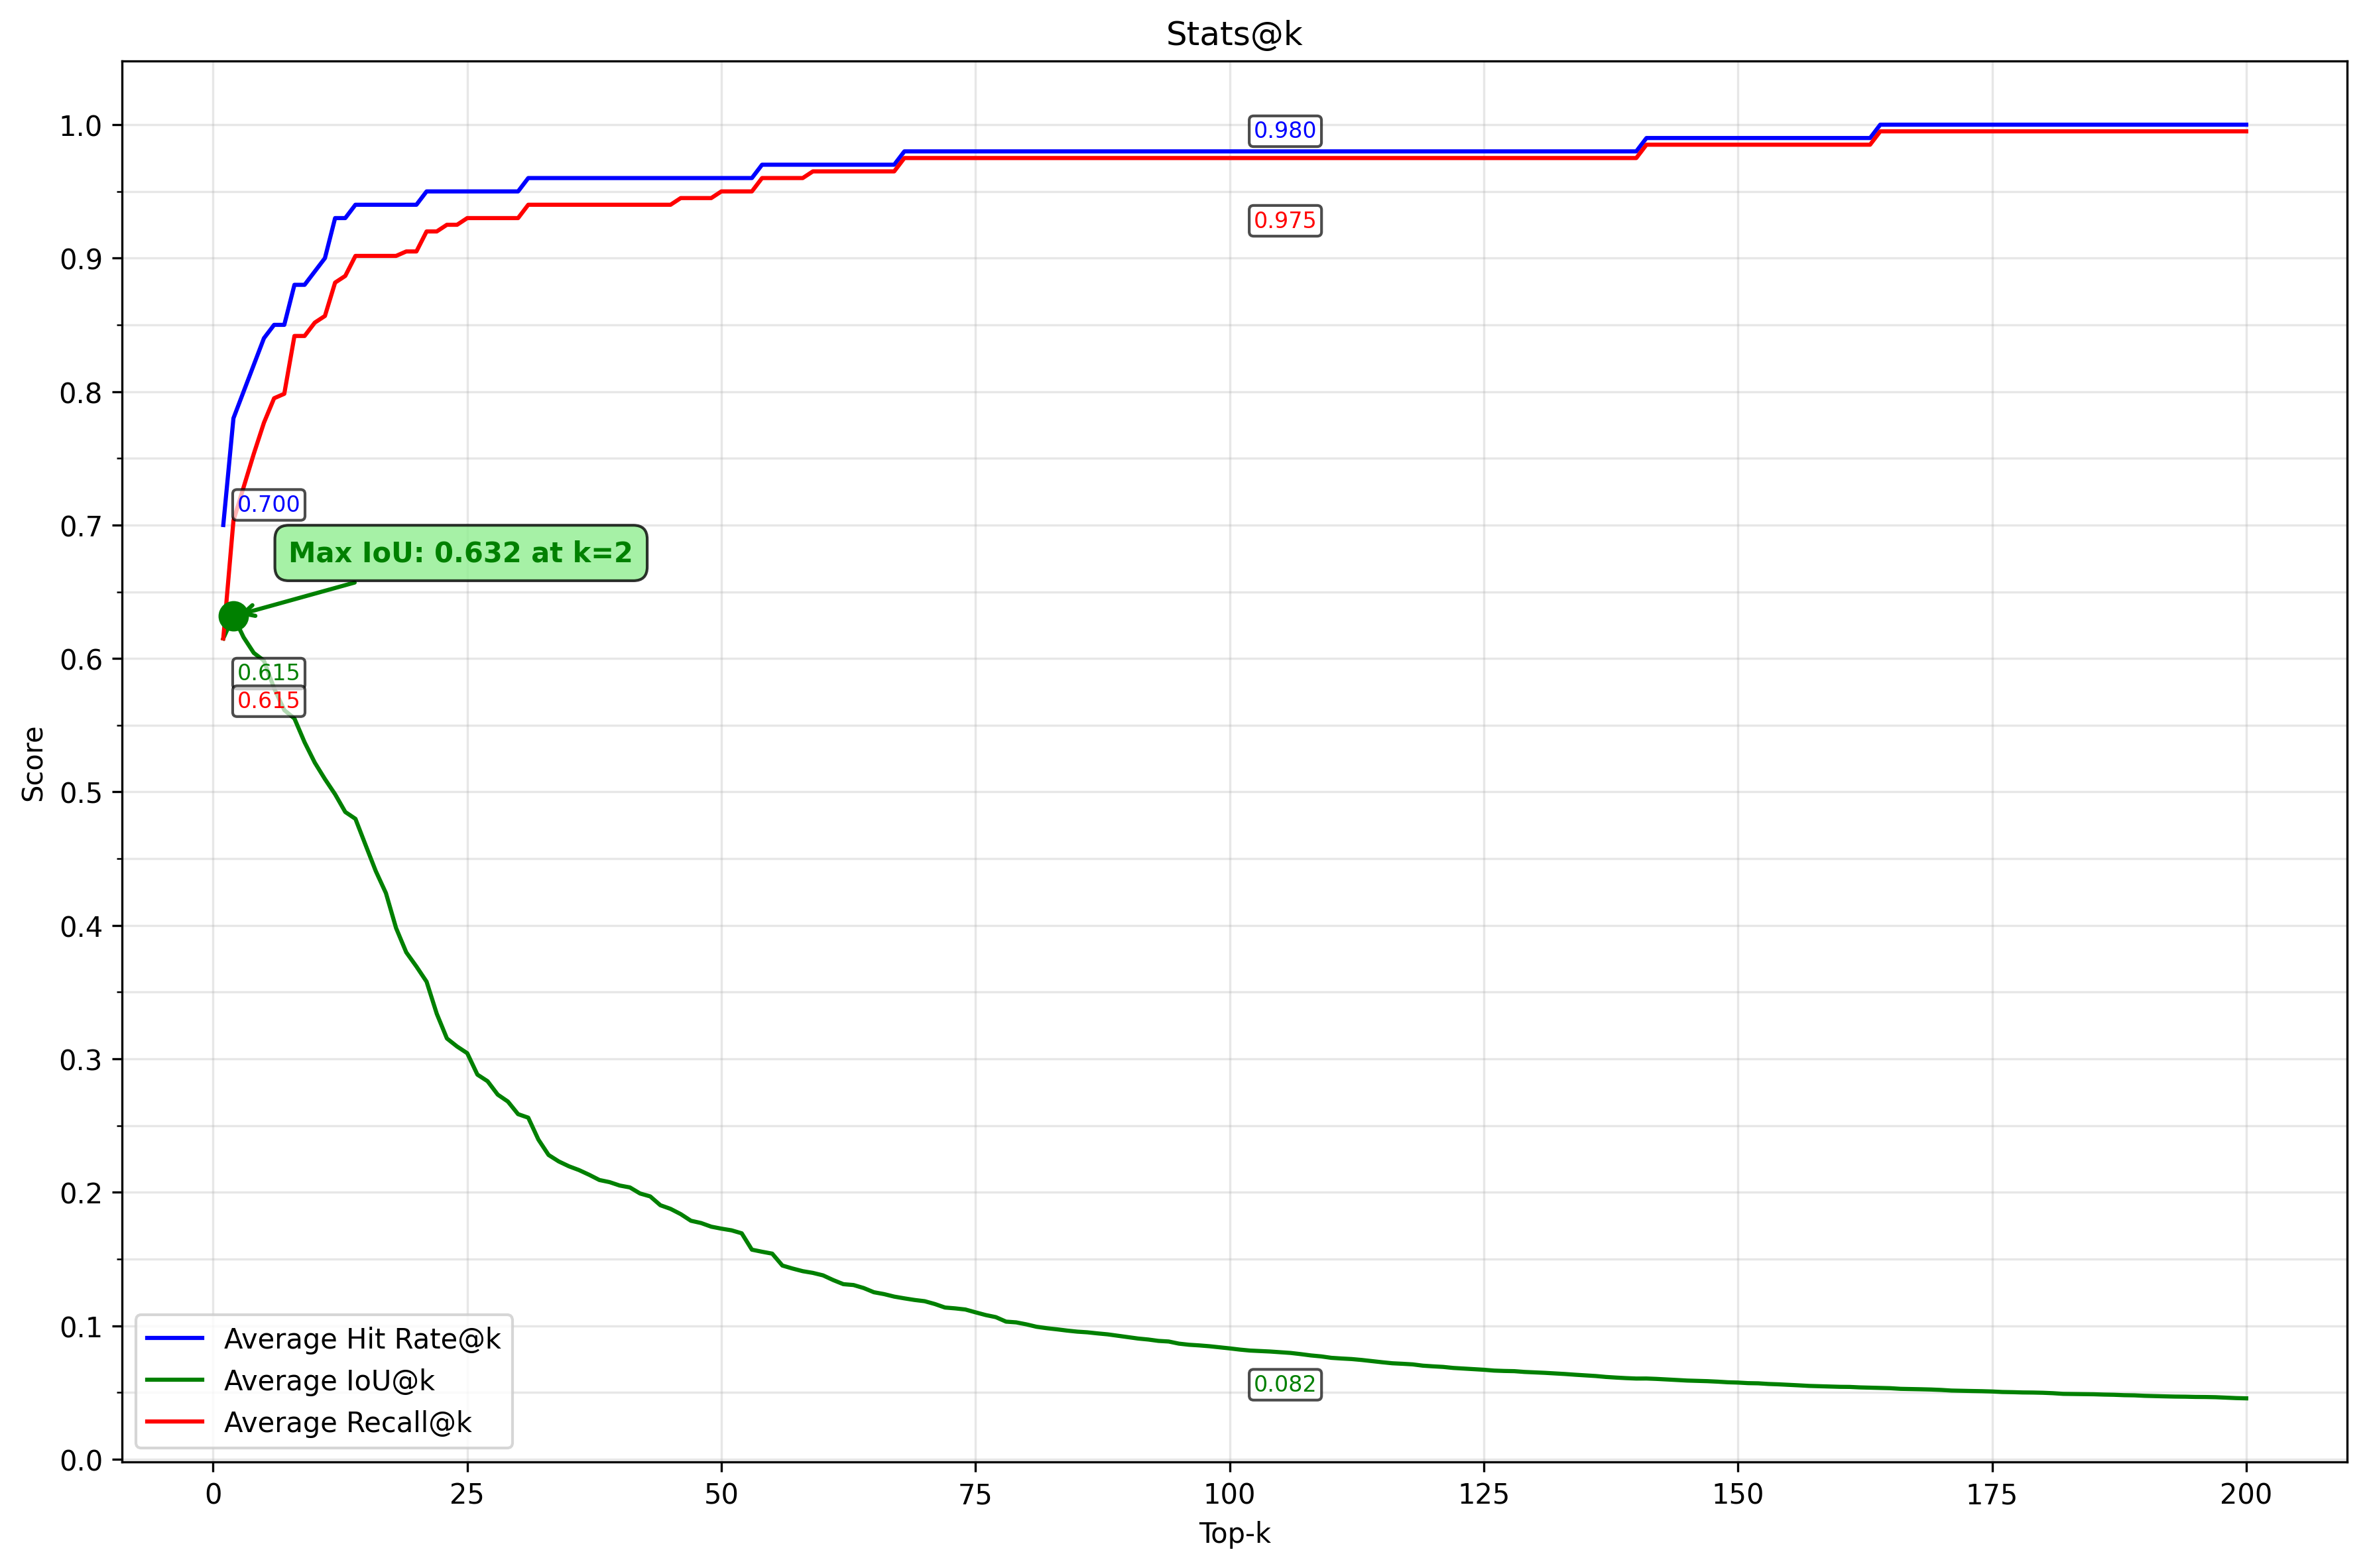 Stats@k
Score
1.0
0.9
0.8
0.7
0.6
0.5
0.4
0.3
0.2
0.1
0.0
0.980
0.975
0.700
Max IoU: 0.632 at k=2
0.615
0.615
0.082
Average Hit Rate@k
Average IoU@k
Average Recall@k
0 25 50 75 100 125 150 175 200
Top-k